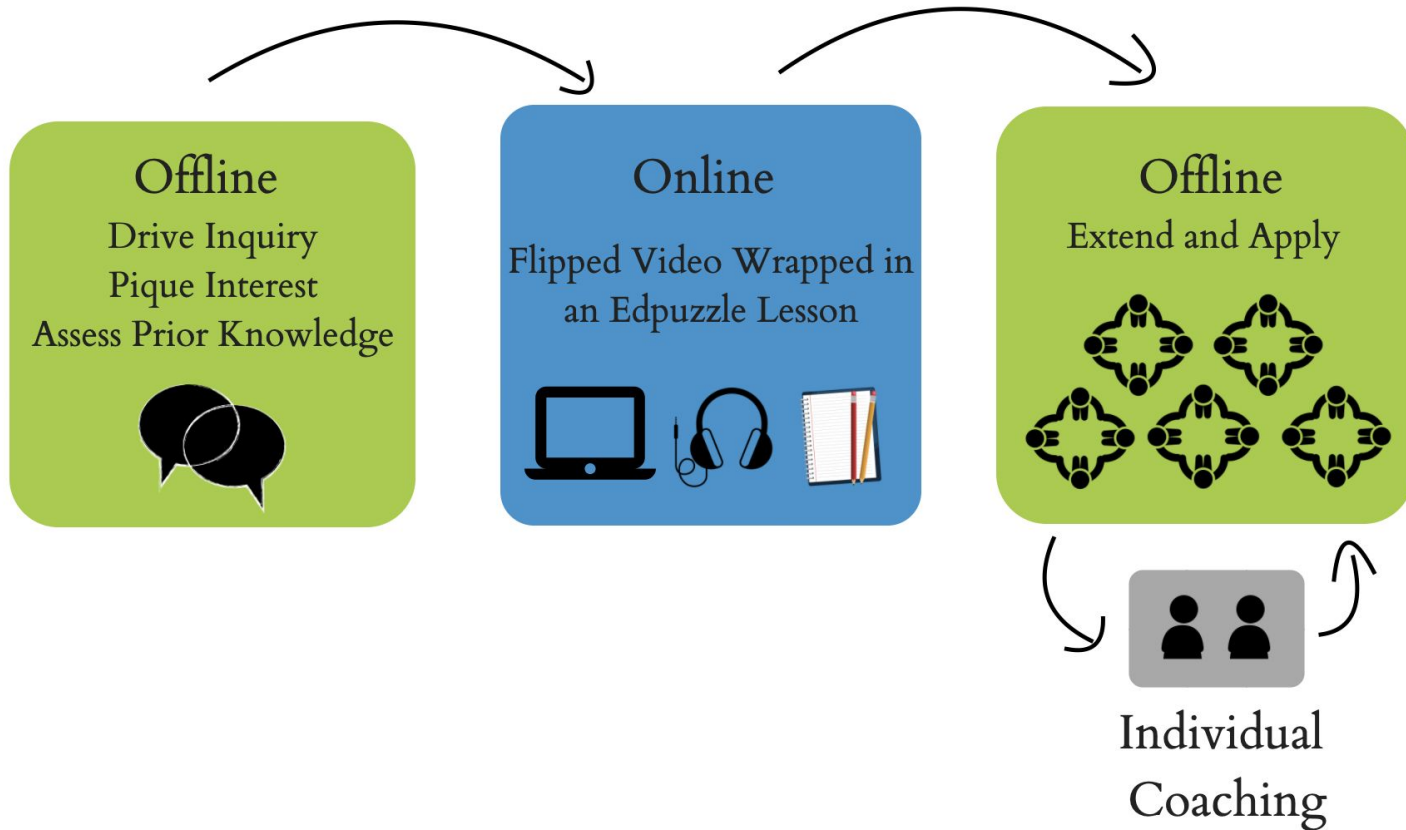 Offline
Drive Inquiry
Pique Interest
Assess Prior Knowledge
Online
Flipped Video Wrapped in
an Edpuzzle Lesson
Offline
Extend and Apply
Individual
Coaching